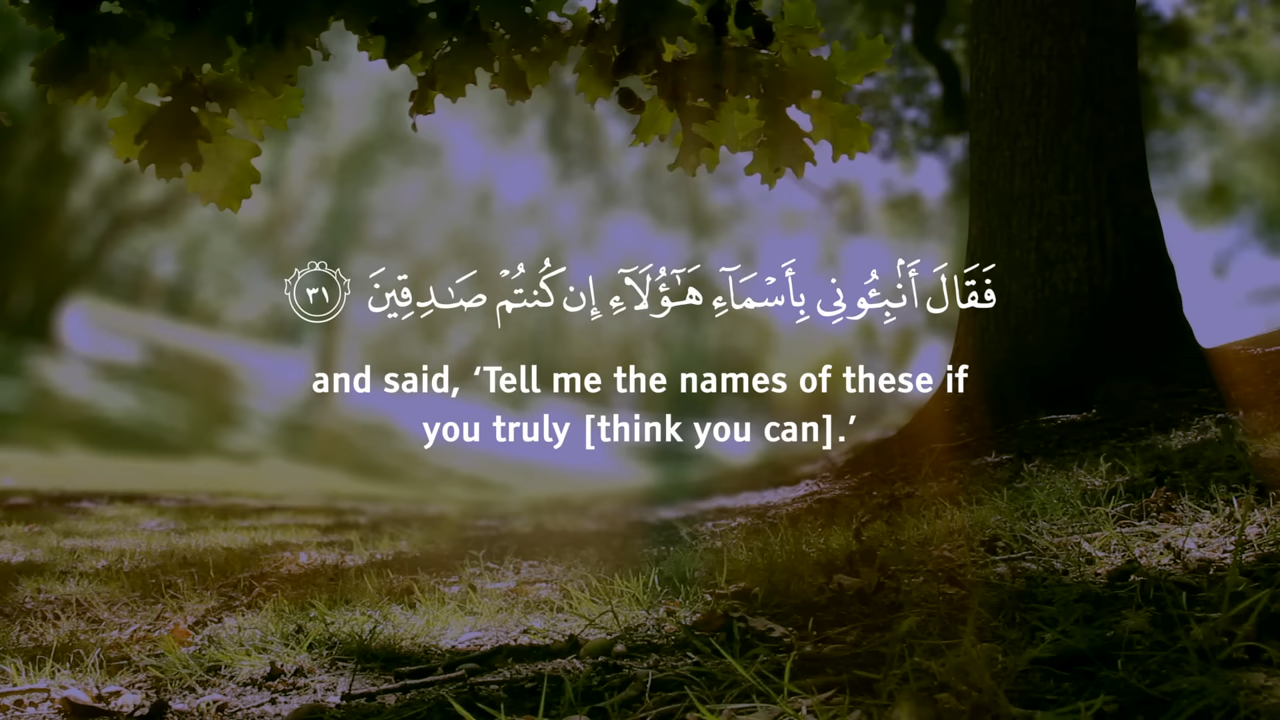 فَقَالَ أَنۢبِـُٔونِى بِأَسْمَآءِ هَـٰٓؤُلَآءِ إِن كُنتُمْ صَـٰدِقِينَ ٣١
and said, ‘Tell me the names of these if
you truly [think you can].’